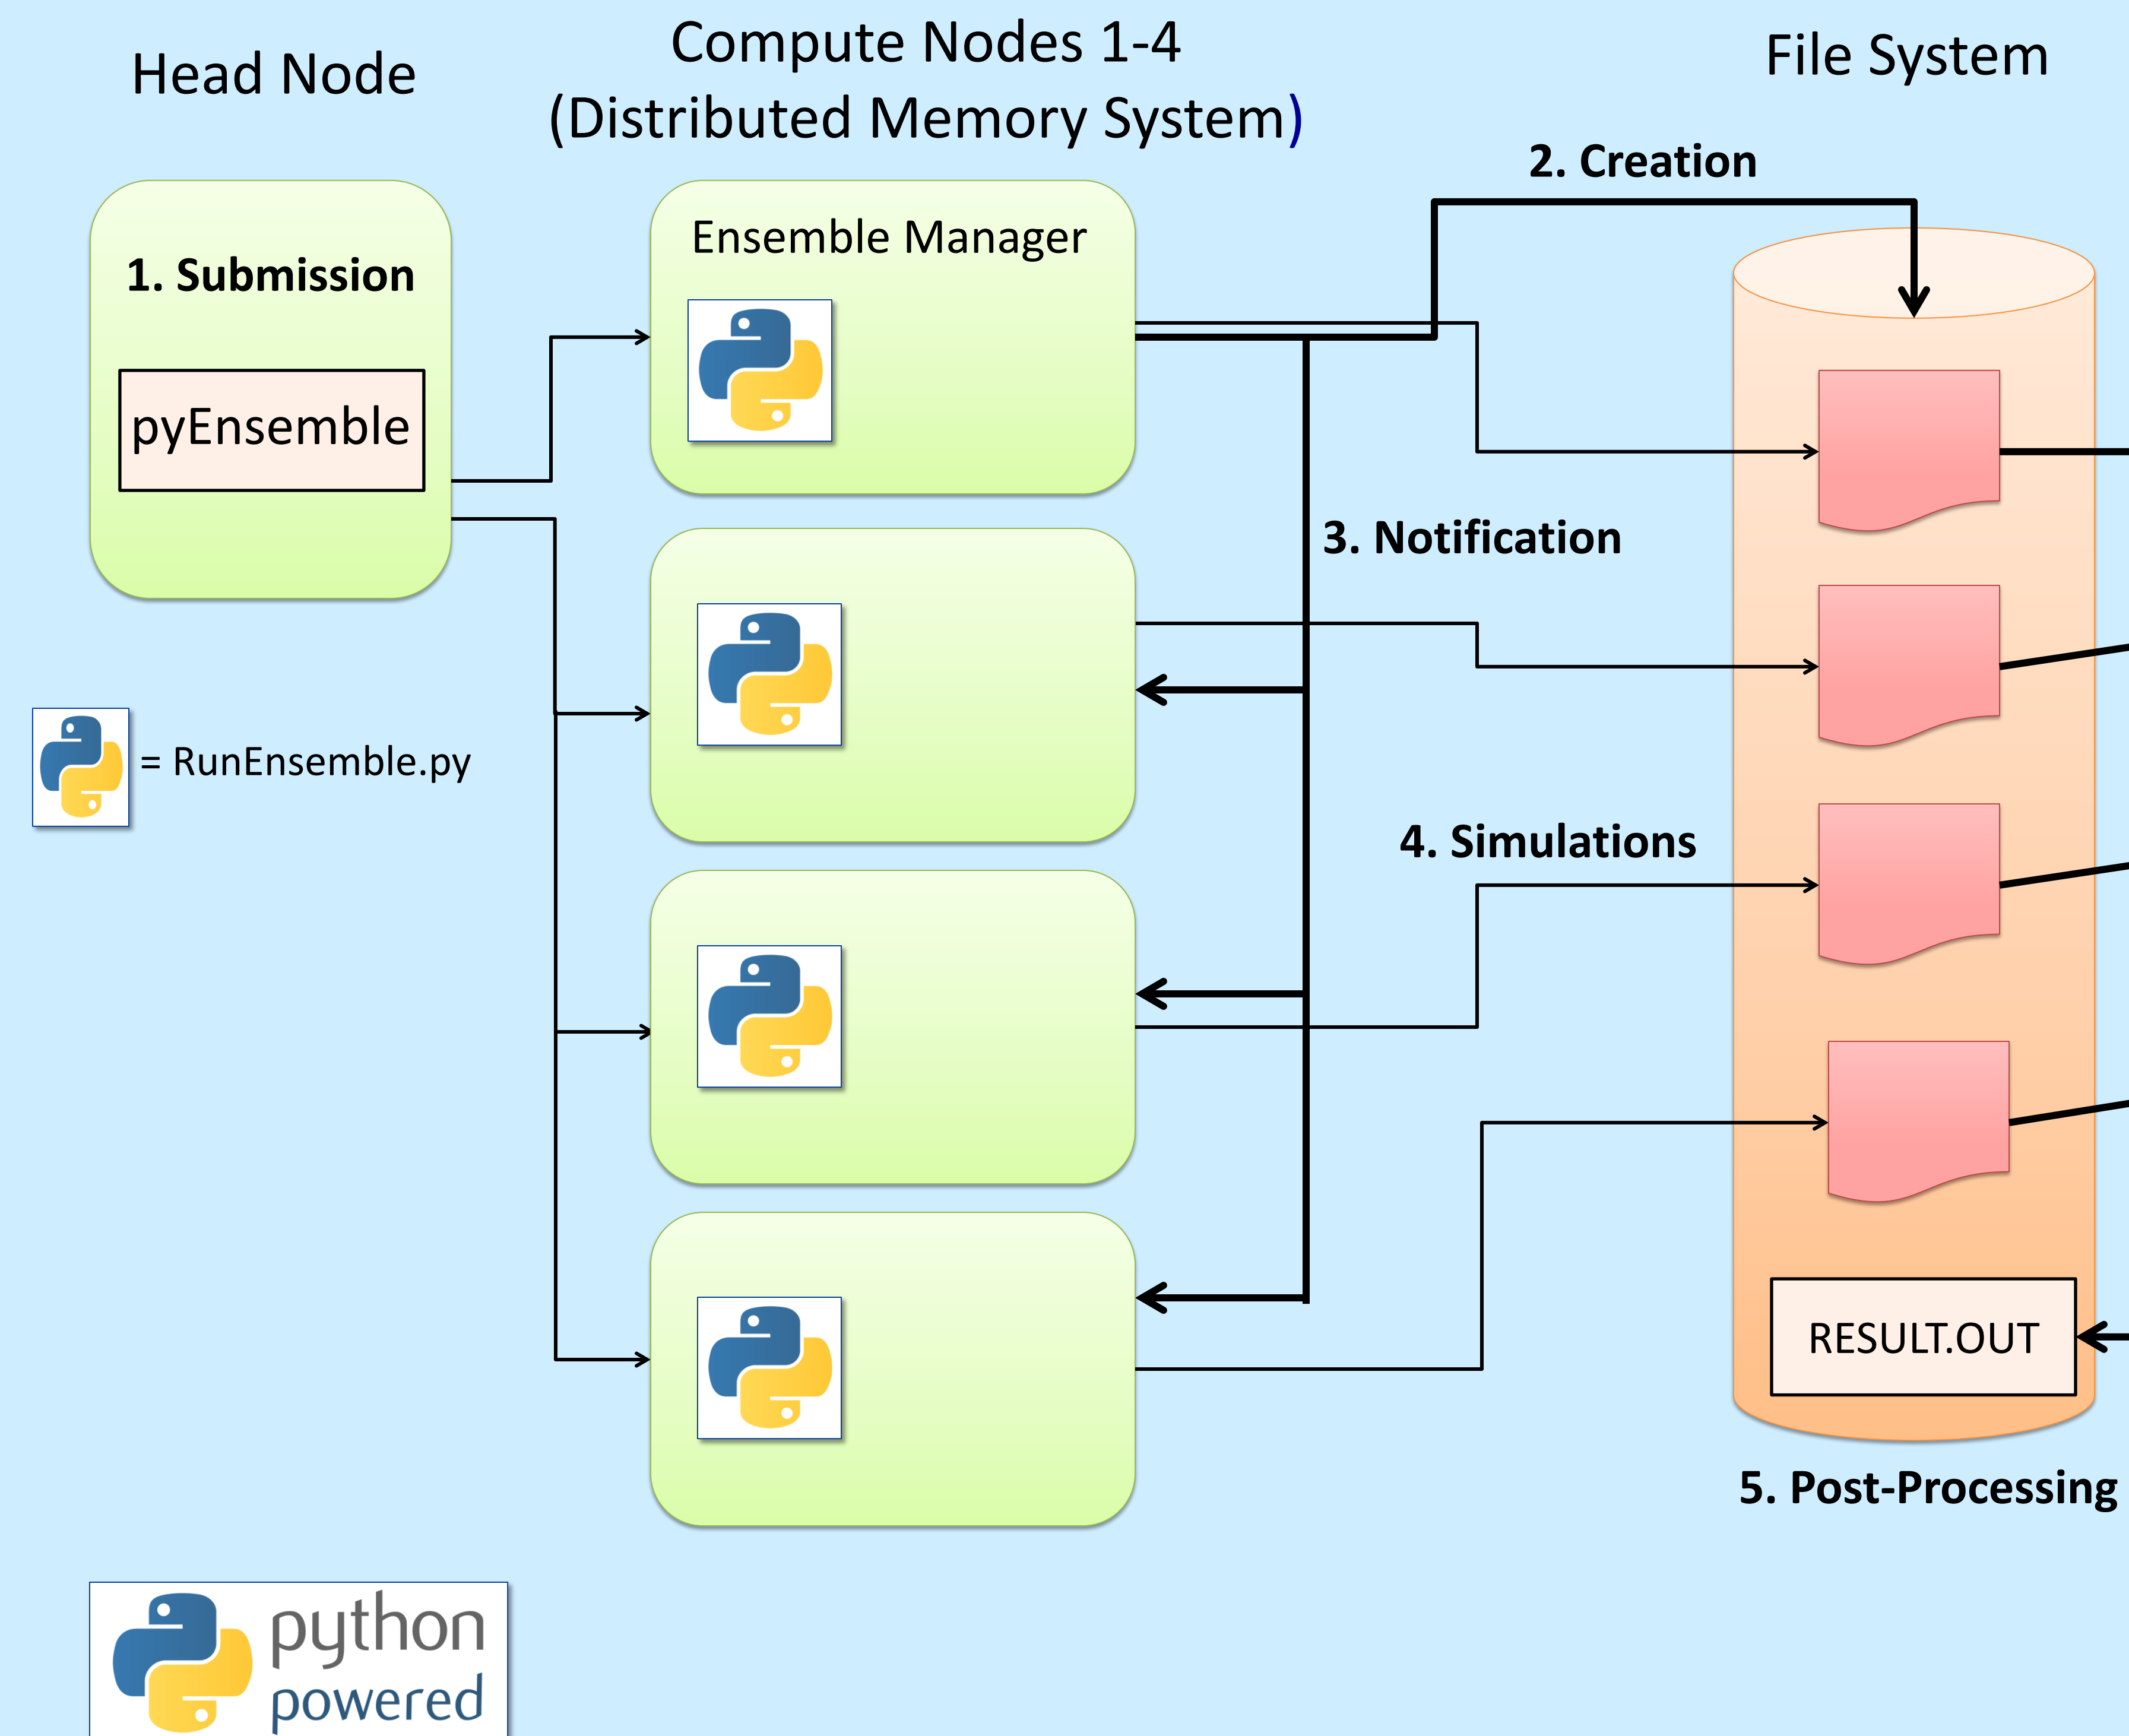 Head Node
Compute Nodes 1-4
(Distributed Memory System)
File System
2. Creation
Ensemble Manager
1. Submission
pyEnsemble
3. Notification
= RunEnsemble.py
4. Simulations
RESULT.OUT
5. Post-Processing
python
powered